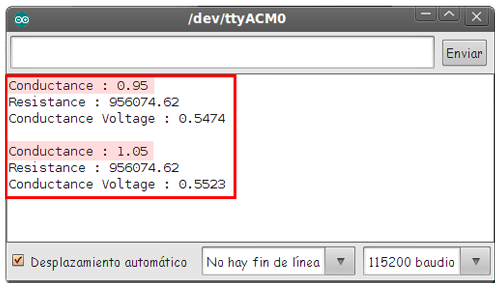 /dev/ttyACM0
Enviar
Conductance : 0.95
Resistance : 956074.62
Conductance Voltage : 0.5474
Conductance : 1.05
Resistance : 956074.62
Conductance Voltage : 0.5523
Desplazamiento automático
No hay fin de línea
115200 baudio